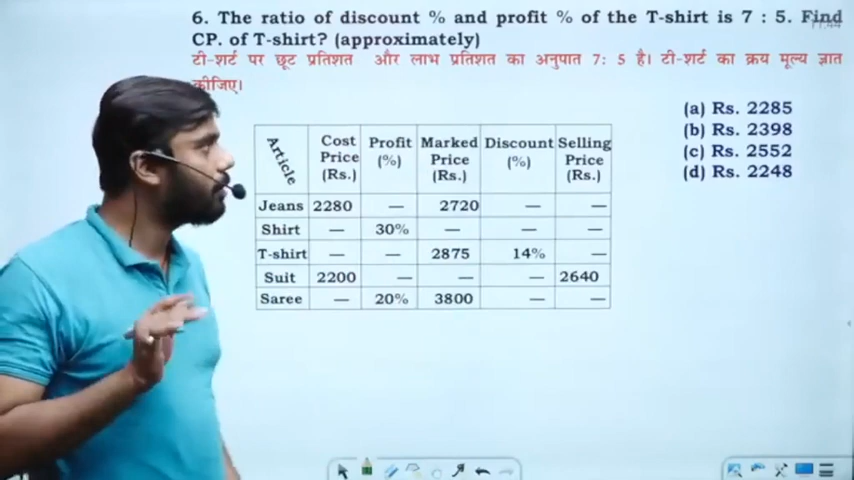 6. The ratio of discount % and profit % of the T-shirt is 7 : 5. Find
CP. of T-shirt? (approximately)
टी-शर्ट पर छूट प्रतिशत और लाभ प्रतिशत का अनुपात 7: 5 है। टी-शर्ट का क्रय मूल्य ज्ञात
कीजिए।
(a) Rs. 2285
(b) Rs. 2398
(c) Rs. 2552
(d) Rs. 2248
Article Cost Price (Rs.) Profit (%) Marked Price (Rs.) Discount (%) Selling Price (Rs.)
Jeans 2280 — 2720 — —
Shirt — 30% — — —
T-shirt — — 2875 14% —
Suit 2200 — — — 2640
Saree — 20% 3800 — —